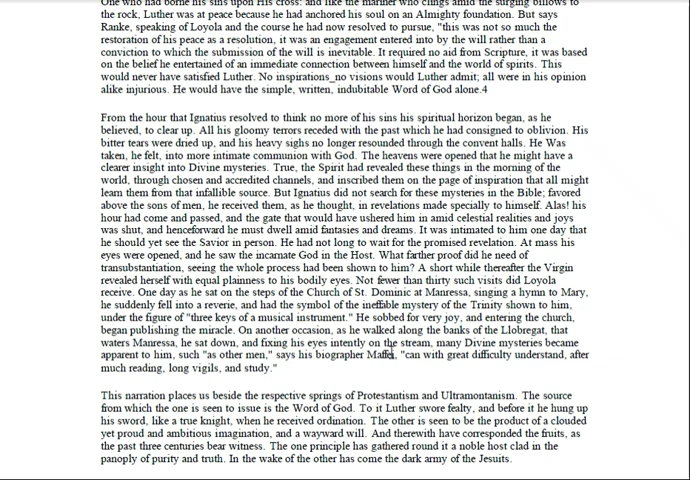 One who had borne his sins upon His cross: and like the mariner who clings amid the surging billows to
the rock, Luther was at peace because he had anchored his soul on an Almighty foundation. But says
Ranke, speaking of Loyola and the course he had now resolved to pursue, "this was not so much the
restoration of his peace as a resolution, it was an engagement entered into by the will rather than a
conviction to which the submission of the will is inevitable. It required no aid from Scripture, it was based
on the belief he entertained of an immediate connection between himself and the world of spirits. This
would never have satisfied Luther. No inspirations_no visions would Luther admit; all were in his opinion
alike injurious. He would have the simple, written, indubitable Word of God alone.4
From the hour that Ignatius resolved to think no more of his sins his spiritual horizon began, as he
believed, to clear up. All his gloomy terrors receded with the past which he had consigned to oblivion. His
bitter tears were dried up, and his heavy sighs no longer resounded through the convent halls. He Was
taken, he felt, into more intimate communion with God. The heavens were opened that he might have a
clearer insight into Divine mysteries. True, the Spirit had revealed these things in the morning of the
world, through chosen and accredited channels, and inscribed them on the page of inspiration that all might
learn them from that infallible source. But Ignatius did not search for these mysteries in the Bible; favored
above the sons of men, he received them, as he thought, in revelations made specially to himself. Alas! his
hour had come and passed, and the gate that would have ushered him in amid celestial realities and joys
was shut, and henceforward he must dwell amid fantasies and dreams. It was intimated to him one day that
he should yet see the Savior in person. He had not long to wait for the promised revelation. At mass his
eyes were opened, and he saw the incarnate God in the Host. What farther proof did he need of
transubstantiation, seeing the whole process had been shown to him? A short while thereafter the Virgin
revealed herself with equal plainness to his bodily eyes. Not fewer than thirty such visits did Loyola
receive. One day as he sat on the steps of the Church of St. Dominic at Manressa, singing a hymn to Mary,
he suddenly fell into a reverie, and had the symbol of the ineffable mystery of the Trinity shown to him,
under the figure of "three keys of a musical instrument." He sobbed for very joy, and entering the church,
began publishing the miracle. On another occasion, as he walked along the banks of the Llobregat, that
waters Manressa, he sat down, and fixing his eyes intently on the stream, many Divine mysteries became
apparent to him, such "as other men," says his biographer Maffei, "can with great difficulty understand, after
much reading, long vigils, and study."
This narration places us beside the respective springs of Protestantism and Ultramontanism. The source
from which the one is seen to issue is the Word of God. To it Luther swore fealty, and before it he hung up
his sword, like a true knight, when he received ordination. The other is seen to be the product of a clouded
yet proud and ambitious imagination, and a wayward will. And therewith have corresponded the fruits, as
the past three centuries bear witness. The one principle has gathered round it a noble host clad in the
panoply of purity and truth. In the wake of the other has come the dark army of the Jesuits.